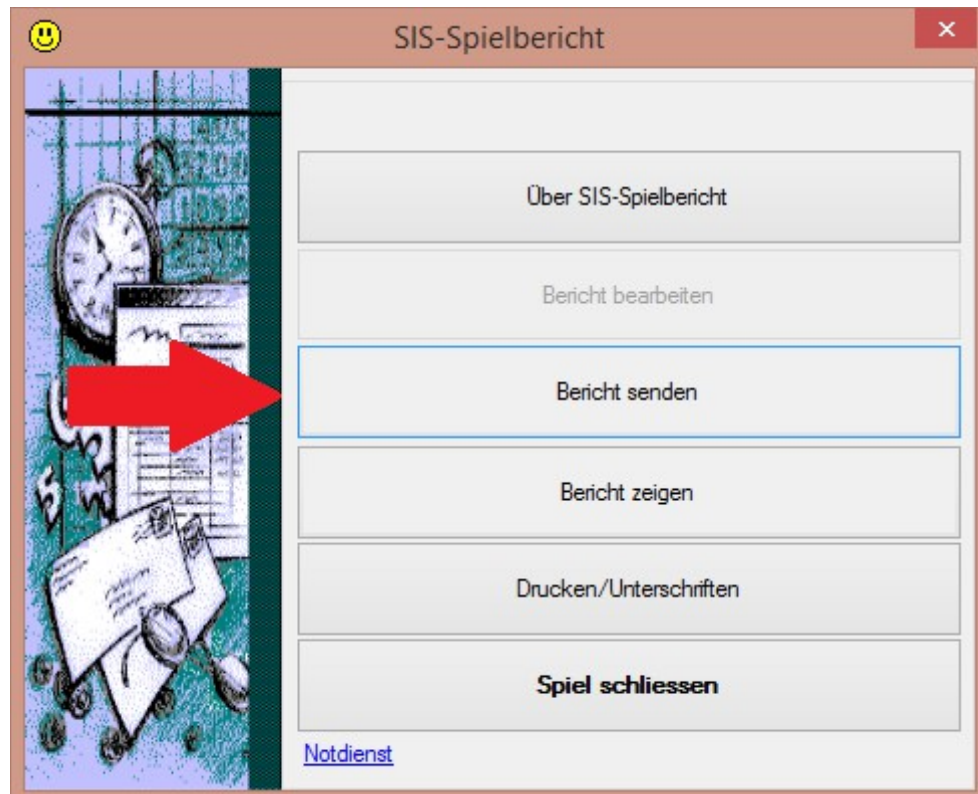 SIS-Spielbericht
Über SIS-Spielbericht
Bericht bearbeiten
Bericht senden
Bericht zeigen
Drucken/Unterschriften
Spiel schliessen
Notdienst